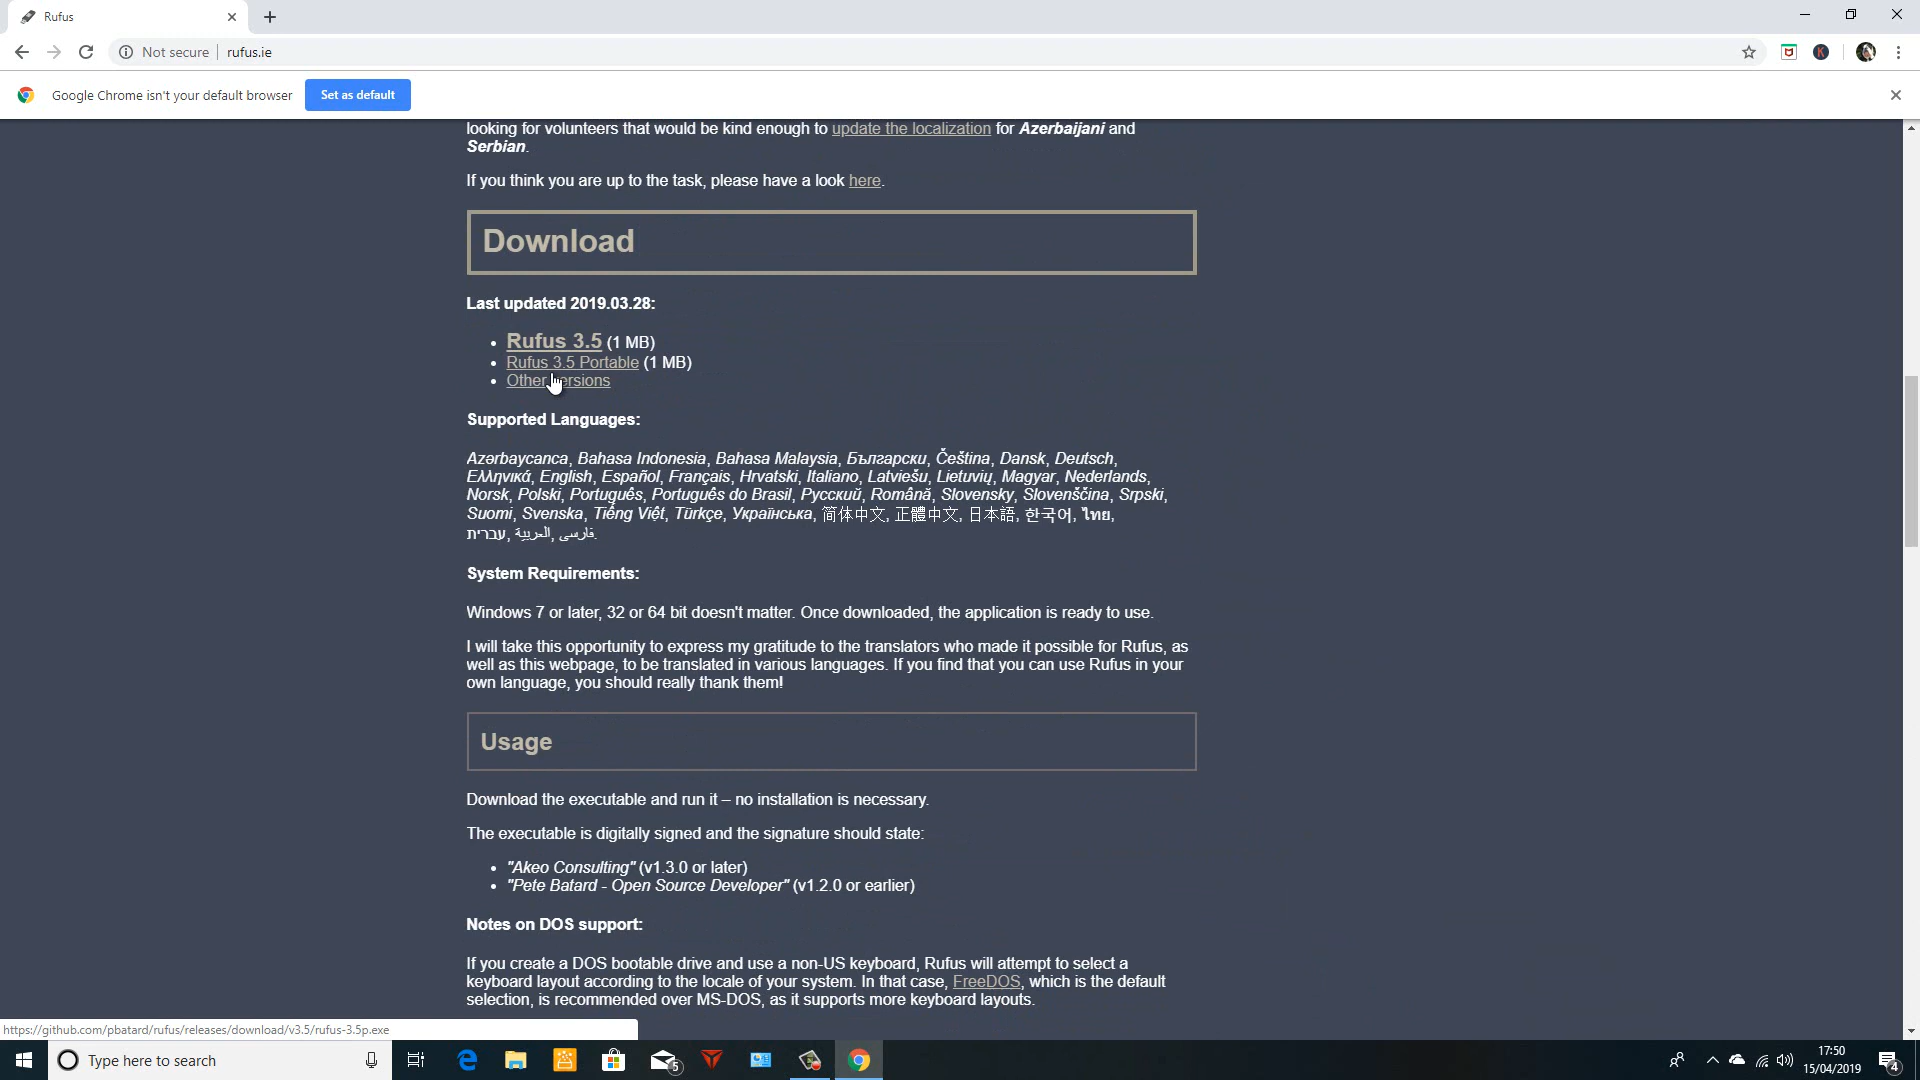 Rufus
Not secure | rufus.ie
Google Chrome isn't your default browser
Set as default
looking for volunteers that would be kind enough to update the localization for Azerbaijani and
Serbian.
If you think you are up to the task, please have a look here.
Download
Last updated 2019.03.28:
• Rufus 3.5 (1 MB)
• Rufus 3.5 Portable (1 MB)
• Other versions
Supported Languages:
Azərbaycanca, Bahasa Indonesia, Bahasa Malaysia, Български, Čeština, Dansk, Deutsch,
Ελληνικά, English, Español, Français, Hrvatski, Italiano, Latviešu, Lietuvių, Magyar, Nederlands,
Norsk, Polski, Português, Português do Brasil, Русский, Română, Slovensky, Slovenščina, Srpski,
Suomi, Svenska, Tiếng Việt, Türkçe, Українська, 简体中文, 正體中文, 日本語, 한국어, ไทย,
עברית, العربية, فارسی.
System Requirements:
Windows 7 or later, 32 or 64 bit doesn't matter. Once downloaded, the application is ready to use.
I will take this opportunity to express my gratitude to the translators who made it possible for Rufus, as
well as this webpage, to be translated in various languages. If you find that you can use Rufus in your
own language, you should really thank them!
Usage
Download the executable and run it – no installation is necessary.
The executable is digitally signed and the signature should state:
• "Akeo Consulting" (v1.3.0 or later)
• "Pete Batard - Open Source Developer" (v1.2.0 or earlier)
Notes on DOS support:
If you create a DOS bootable drive and use a non-US keyboard, Rufus will attempt to select a
keyboard layout according to the locale of your system. In that case, FreeDOS, which is the default
selection, is recommended over MS-DOS, as it supports more keyboard layouts.
https://github.com/pbatard/rufus/releases/download/v3.5/rufus-3.5p.exe
Type here to search
5
17:50
15/04/2019
4